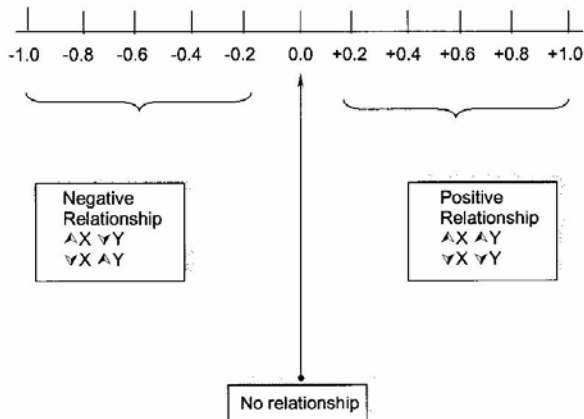 -1.0 -0.8 -0.6 -0.4 -0.2 0.0 +0.2 +0.4 +0.6 +0.8 +1.0
Negative
Relationship
⮝X ⮟Y
⮟X ⮝Y
Positive
Relationship
⮝X ⮝Y
⮟X ⮟Y
No relationship